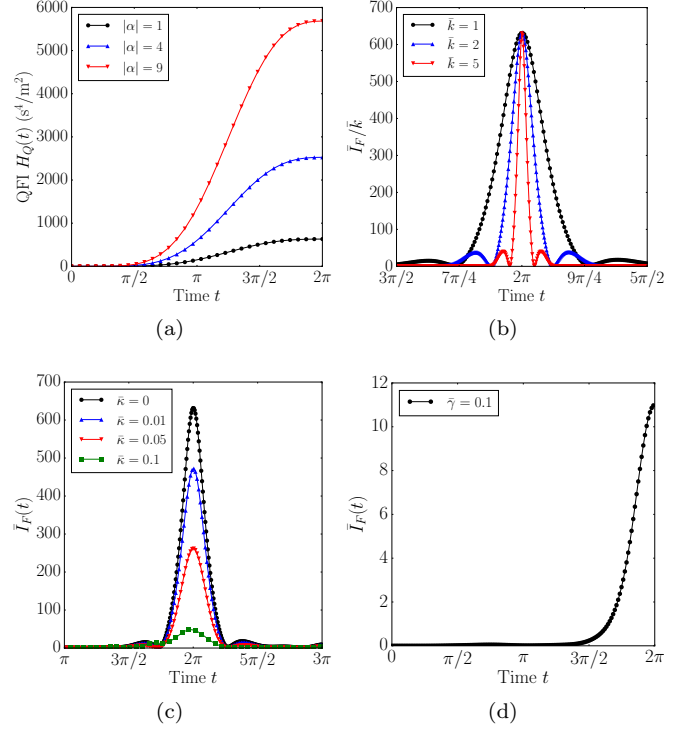 6000
5000
4000
3000
2000
1000
0
QFI H_Q(t) (s^4/m^2)
|α| = 1
|α| = 4
|α| = 9
0 π/2 π 3π/2 2π
Time t
(a)
700
600
500
400
300
200
100
Ī_F/k̄
k̄ = 1
k̄ = 2
k̄ = 5
3π/2 7π/4 2π 9π/4 5π/2
Time t
(b)
700
600
500
400
300
200
100
0
Ī_F(t)
κ̄ = 0
κ̄ = 0.01
κ̄ = 0.05
κ̄ = 0.1
π 3π/2 2π 5π/2 3π
Time t
(c)
12
10
8
6
4
2
0
Ī_F(t)
γ̄ = 0.1
0 π/2 π 3π/2 2π
Time t
(d)